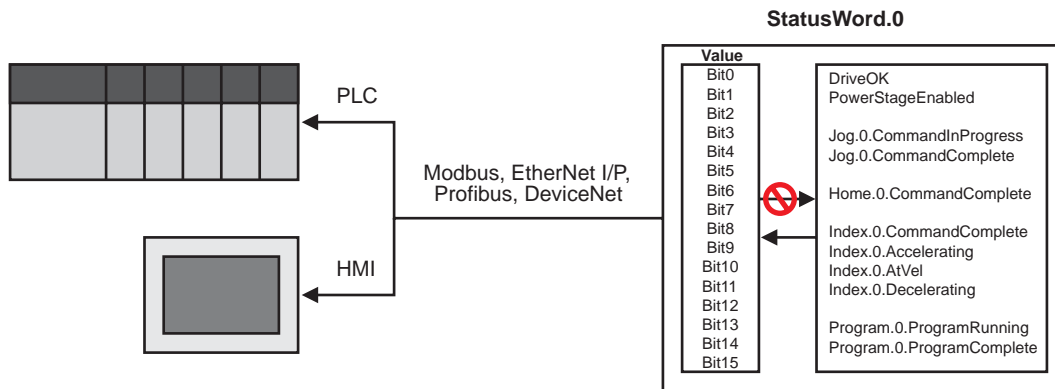 StatusWord.0
Value
Bit0
Bit1
Bit2
Bit3
Bit4
Bit5
Bit6
Bit7
Bit8
Bit9
Bit10
Bit11
Bit12
Bit13
Bit14
Bit15
DriveOK
PowerStageEnabled
Jog.0.CommandInProgress
Jog.0.CommandComplete
Home.0.CommandComplete
Index.0.CommandComplete
Index.0.Accelerating
Index.0.AtVel
Index.0.Decelerating
Program.0.ProgramRunning
Program.0.ProgramComplete
PLC
Modbus, EtherNet I/P,
Profibus, DeviceNet
HMI